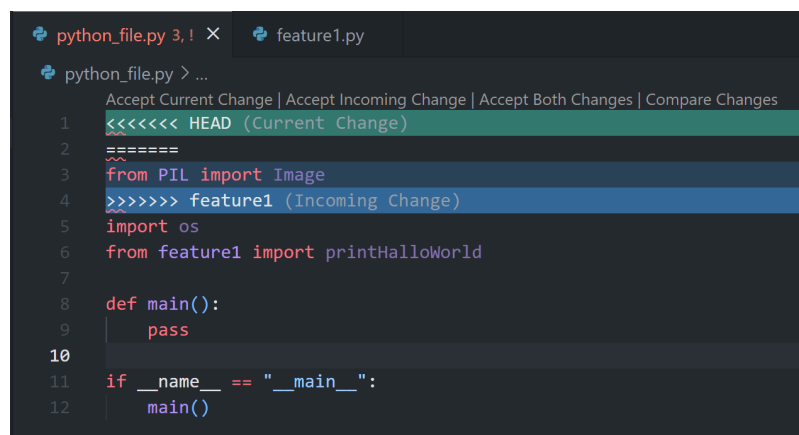 python_file.py 3, ! × feature1.py
python_file.py > ...
Accept Current Change | Accept Incoming Change | Accept Both Changes | Compare Changes
1 <<<<<<< HEAD (Current Change)
2 =======
3 from PIL import Image
4 >>>>>>> feature1 (Incoming Change)
5 import os
6 from feature1 import printHalloWorld
7
8 def main():
9     pass
10
11 if __name__ == "__main__":
12     main()